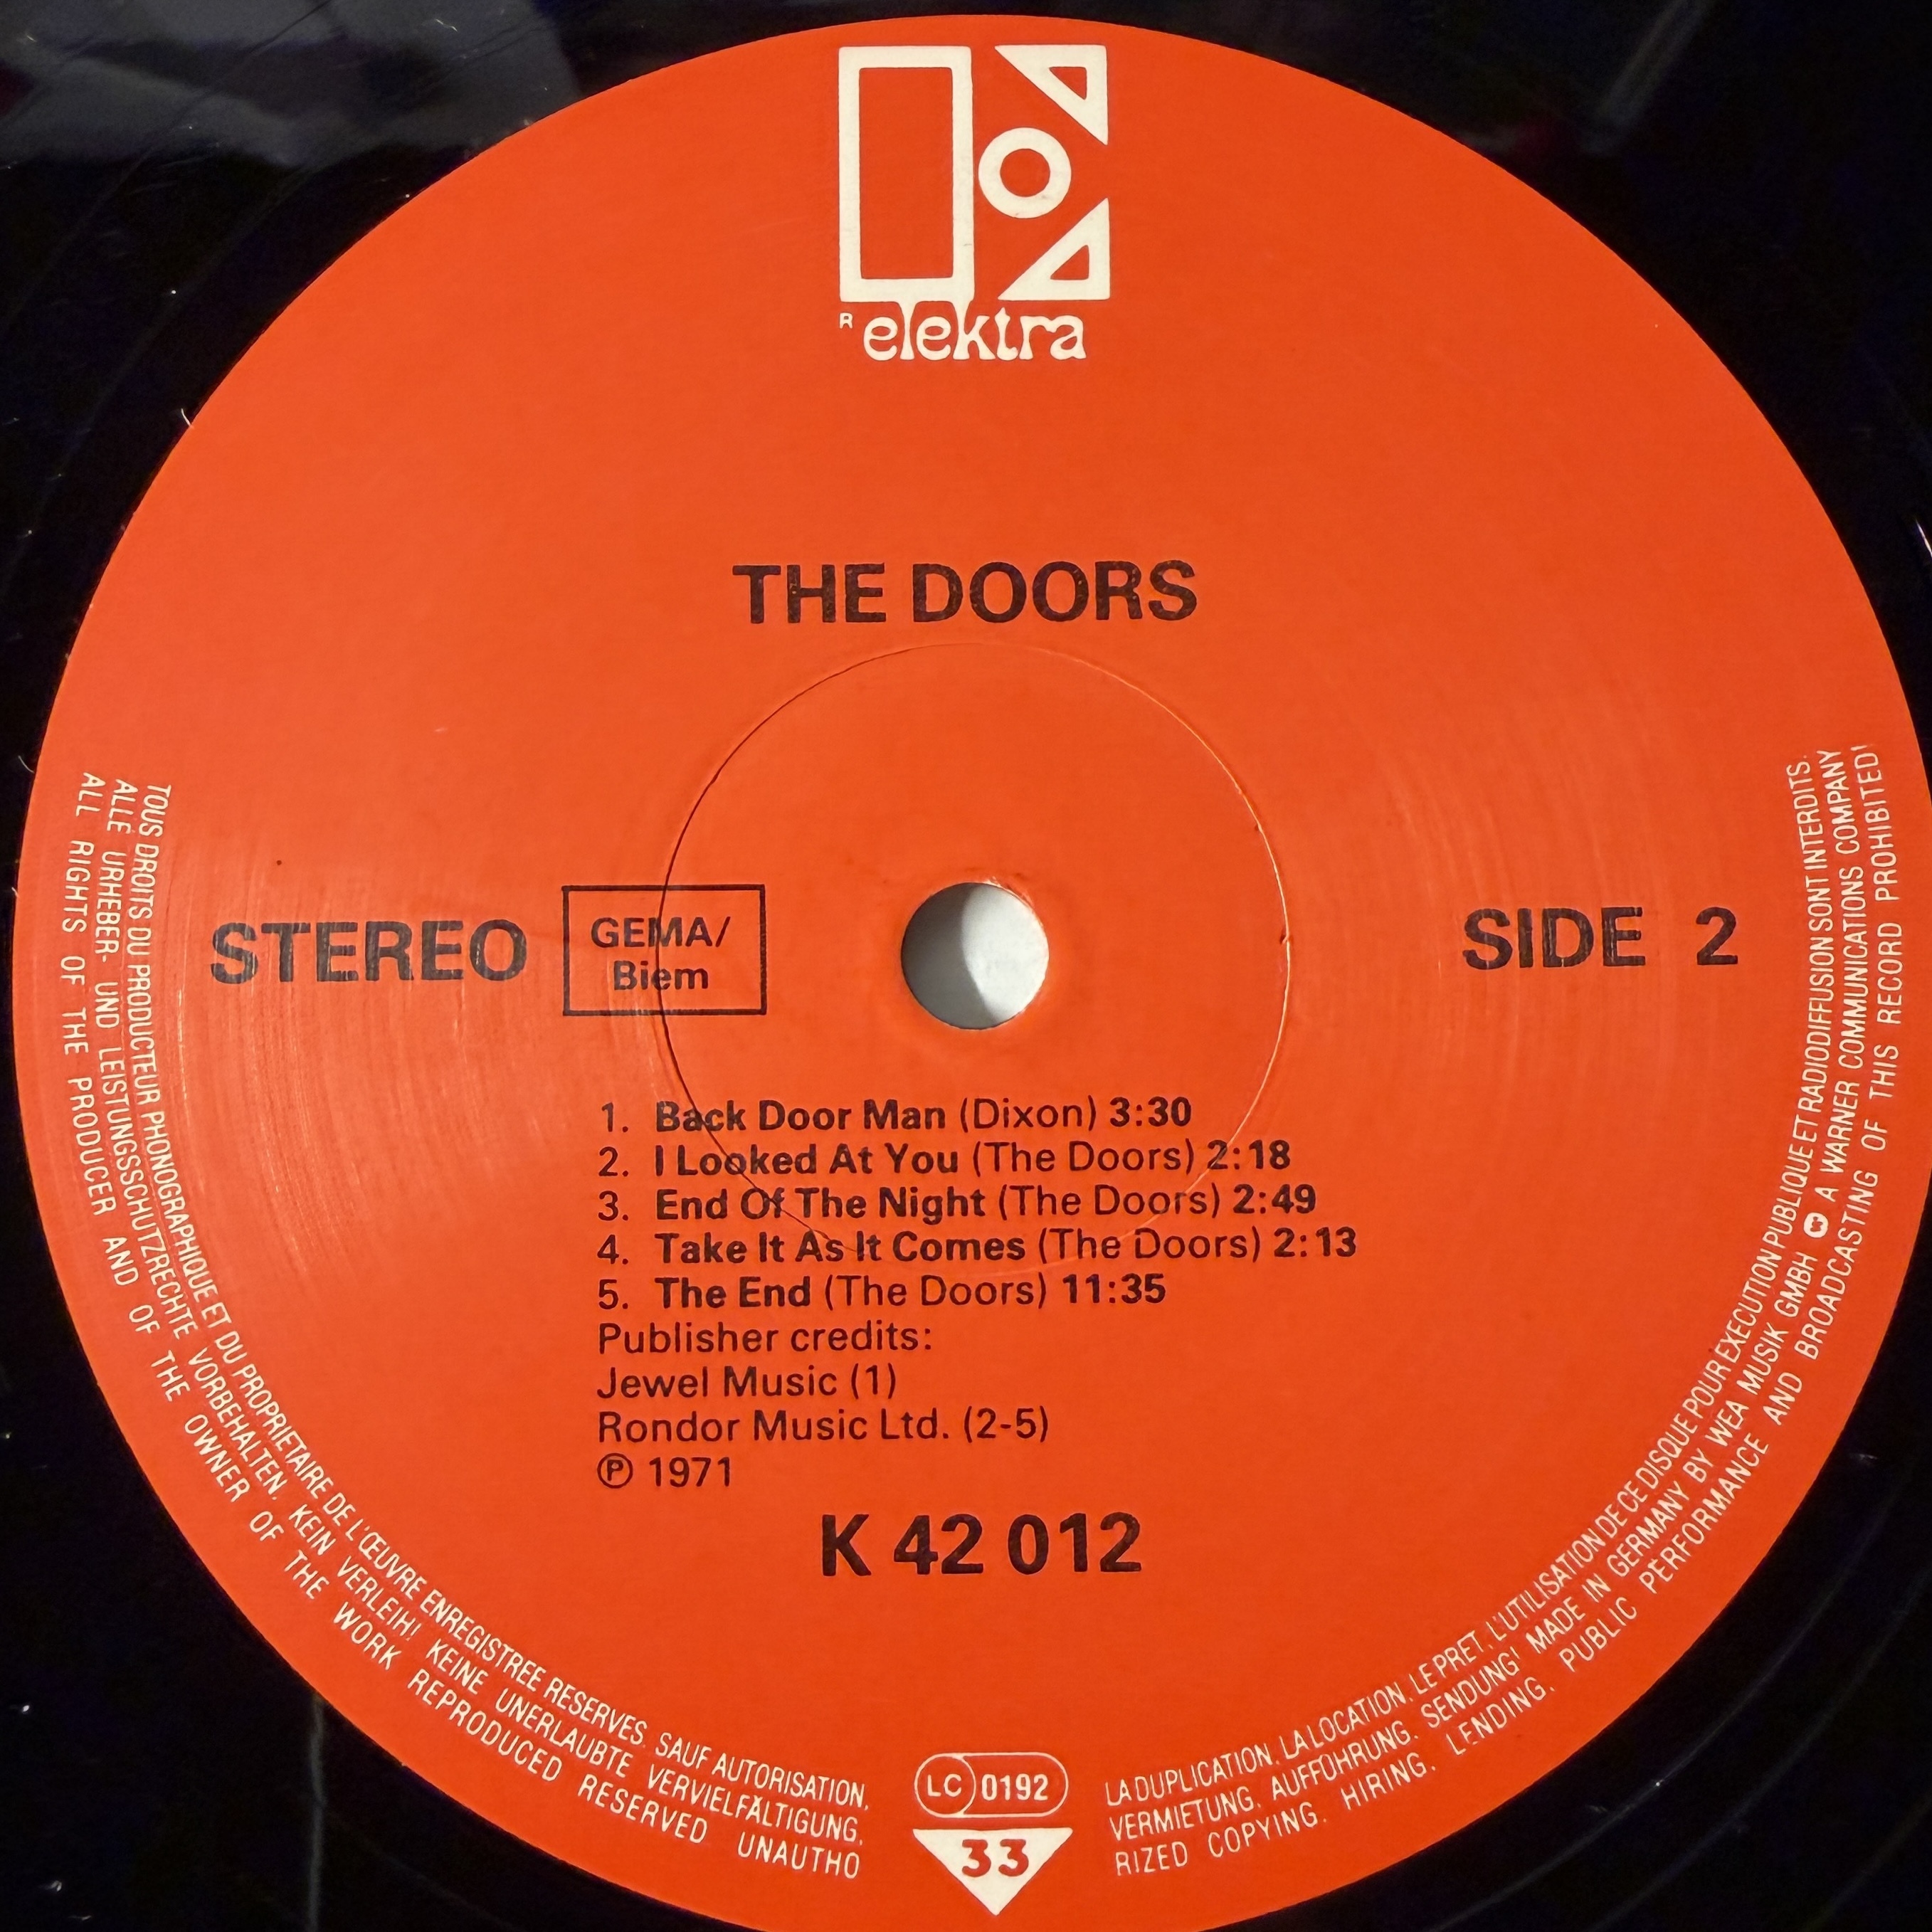 R elektra
THE DOORS
STEREO
GEMA/
Biem
SIDE 2
1. Back Door Man (Dixon) 3:30
2. I Looked At You (The Doors) 2:18
3. End Of The Night (The Doors) 2:49
4. Take It As It Comes (The Doors) 2:13
5. The End (The Doors) 11:35
Publisher credits:
Jewel Music (1)
Rondor Music Ltd. (2-5)
℗ 1971
K 42 012
TOUS DROITS DU PRODUCTEUR PHONOGRAPHIQUE ET DU PROPRIETAIRE DE L'ŒUVRE ENREGISTREE RESERVES. SAUF AUTORISATION, LA DUPLICATION, LA LOCATION, LE PRET, L'UTILISATION DE CE DISQUE POUR EXECUTION PUBLIQUE ET RADIODIFFUSION SONT INTERDITS.
ALLE URHEBER- UND LEISTUNGSSCHUTZRECHTE VORBEHALTEN. KEIN VERLEIH! KEINE UNERLAUBTE VERVIELFÄLTIGUNG, VERMIETUNG, AUFFÜHRUNG, SENDUNG! MADE IN GERMANY BY WEA MUSIK GMBH A WARNER COMMUNICATIONS COMPANY
ALL RIGHTS OF THE PRODUCER AND OF THE OWNER OF THE WORK REPRODUCED RESERVED UNAUTHORIZED COPYING, HIRING, LENDING, PUBLIC PERFORMANCE AND BROADCASTING OF THIS RECORD PROHIBITED!
LC 0192
33